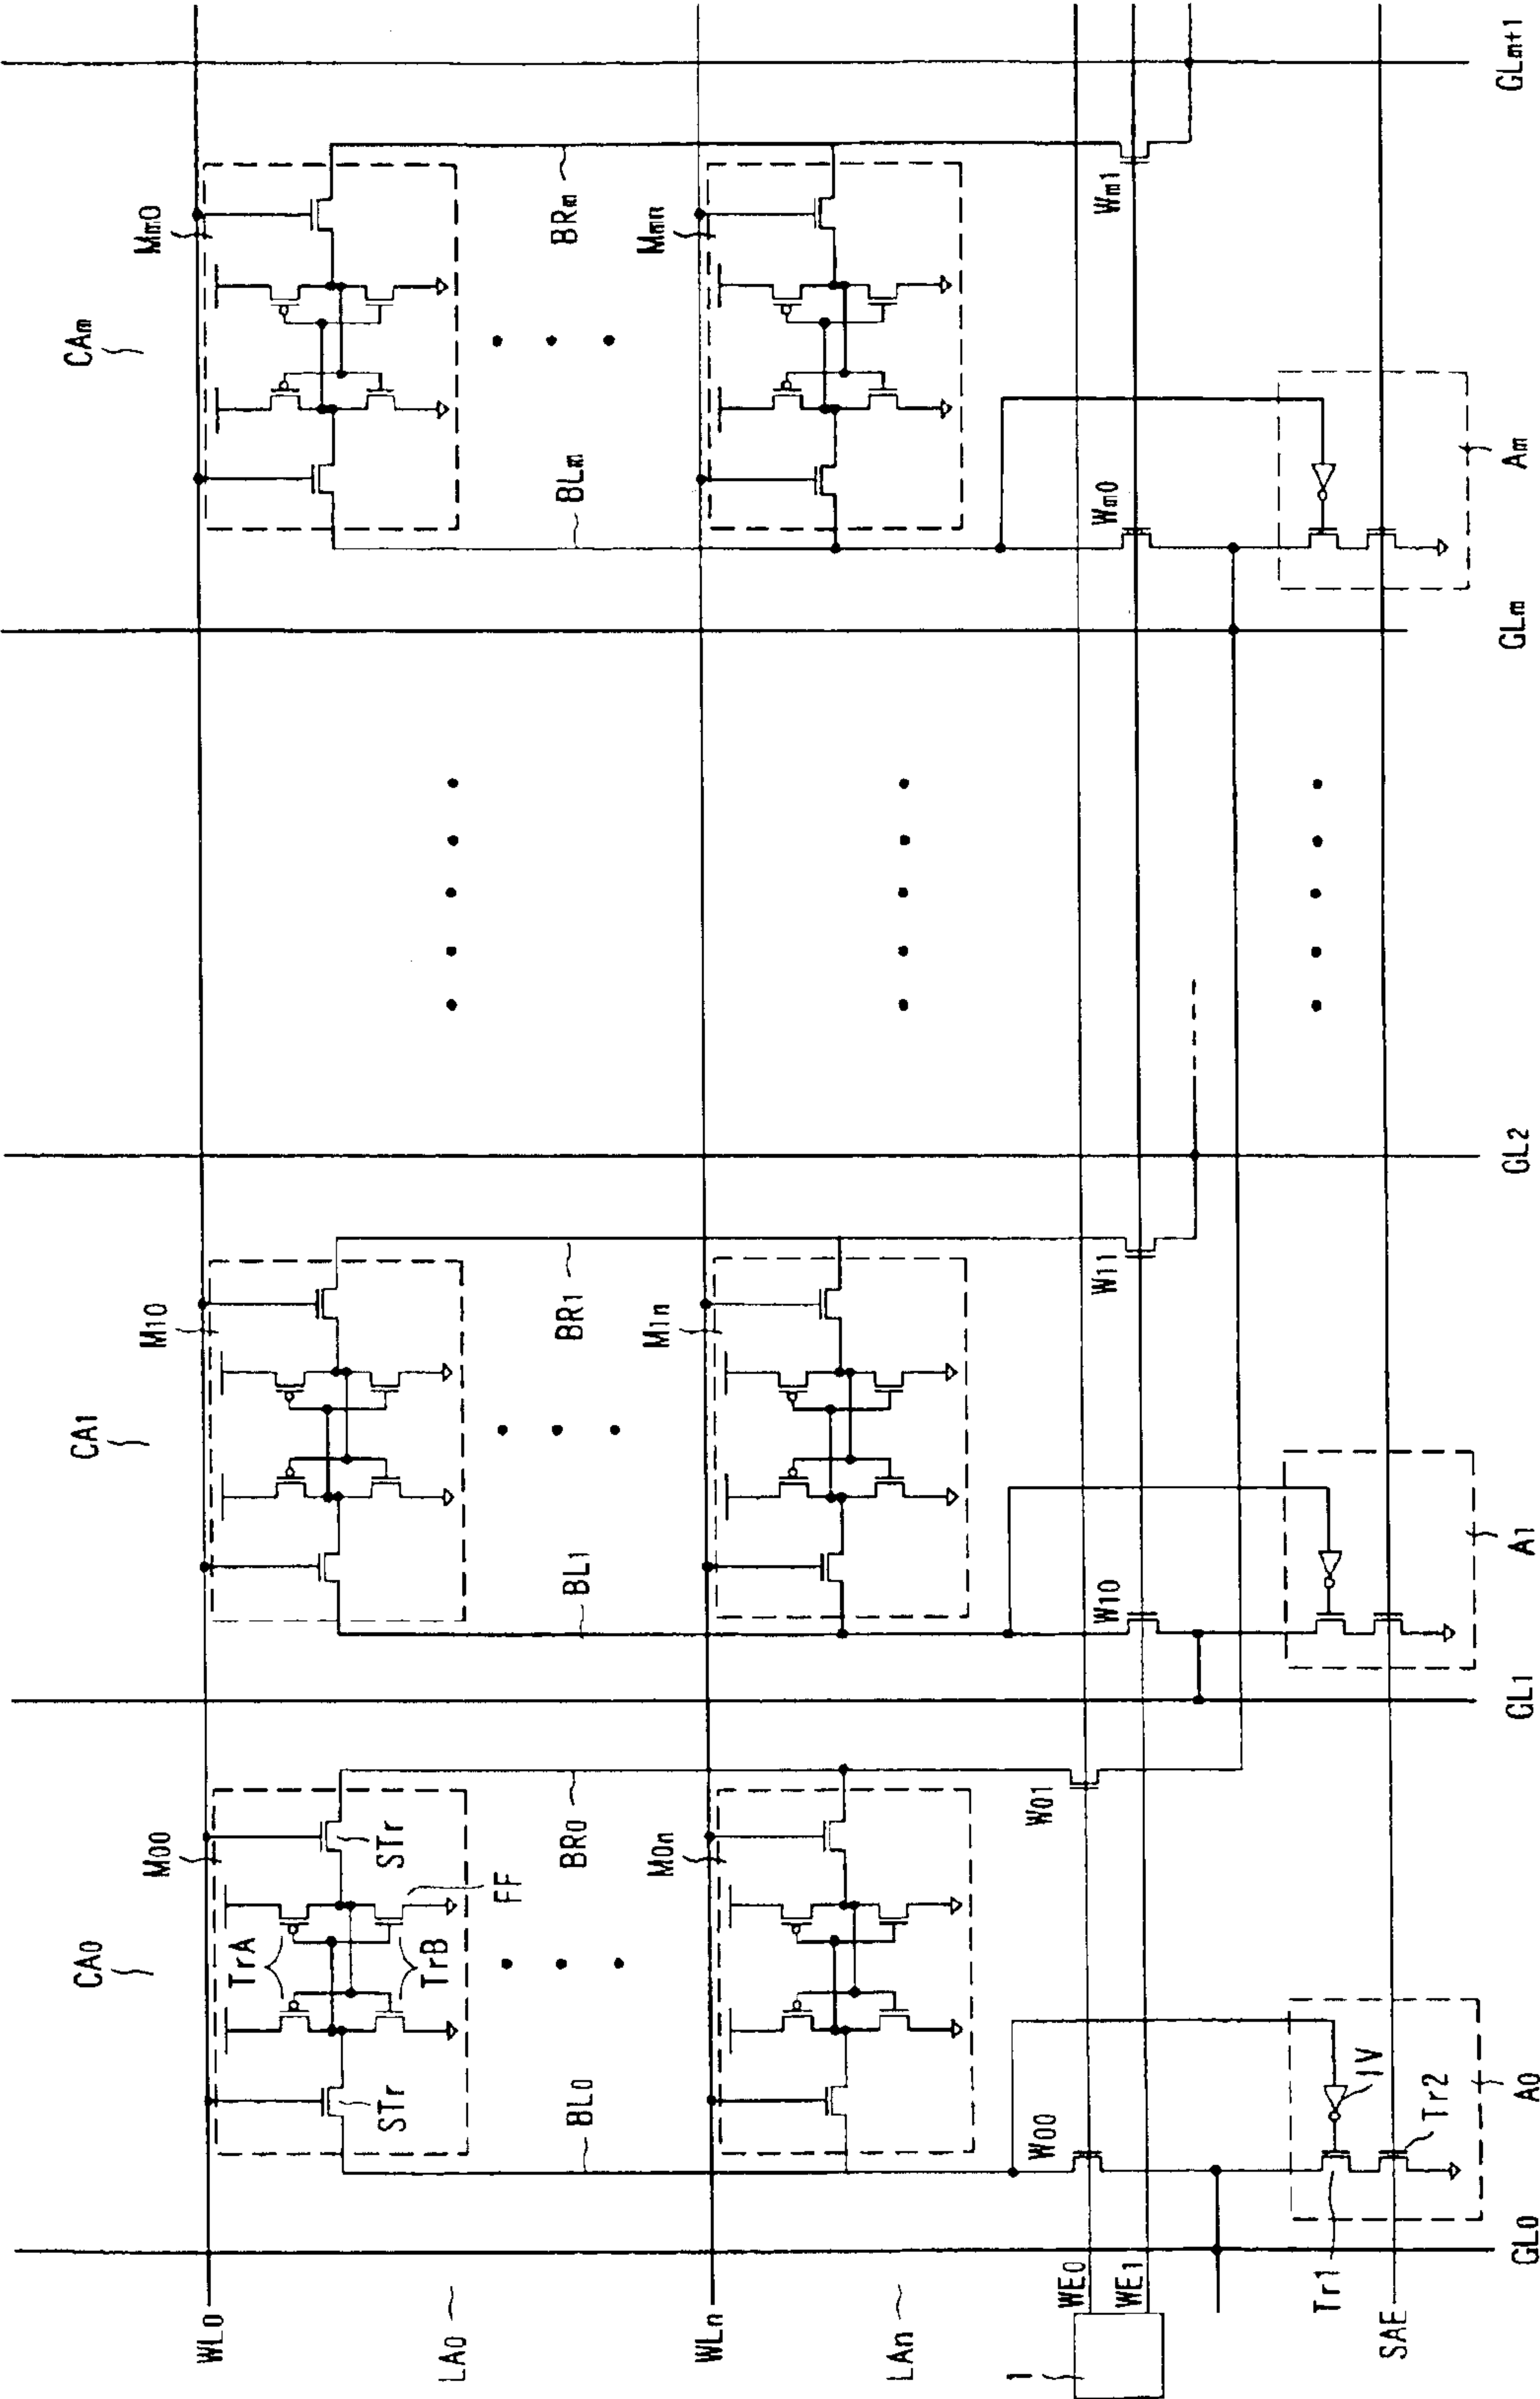 CA0
CA1
CAm
WL0
M00
M10
Mm0
TrA
STr
STr
TrB
FF
LA0
BL0
BR0
BL1
BR1
BLm
BRm
WLn
M0n
M1n
Mmn
LAn
1
WE0
WE1
W00
W01
W10
W11
Wm0
Wm1
IV
Tr1
Tr2
SAE
A0
A1
Am
GL0
GL1
GL2
GLm
GLm+1